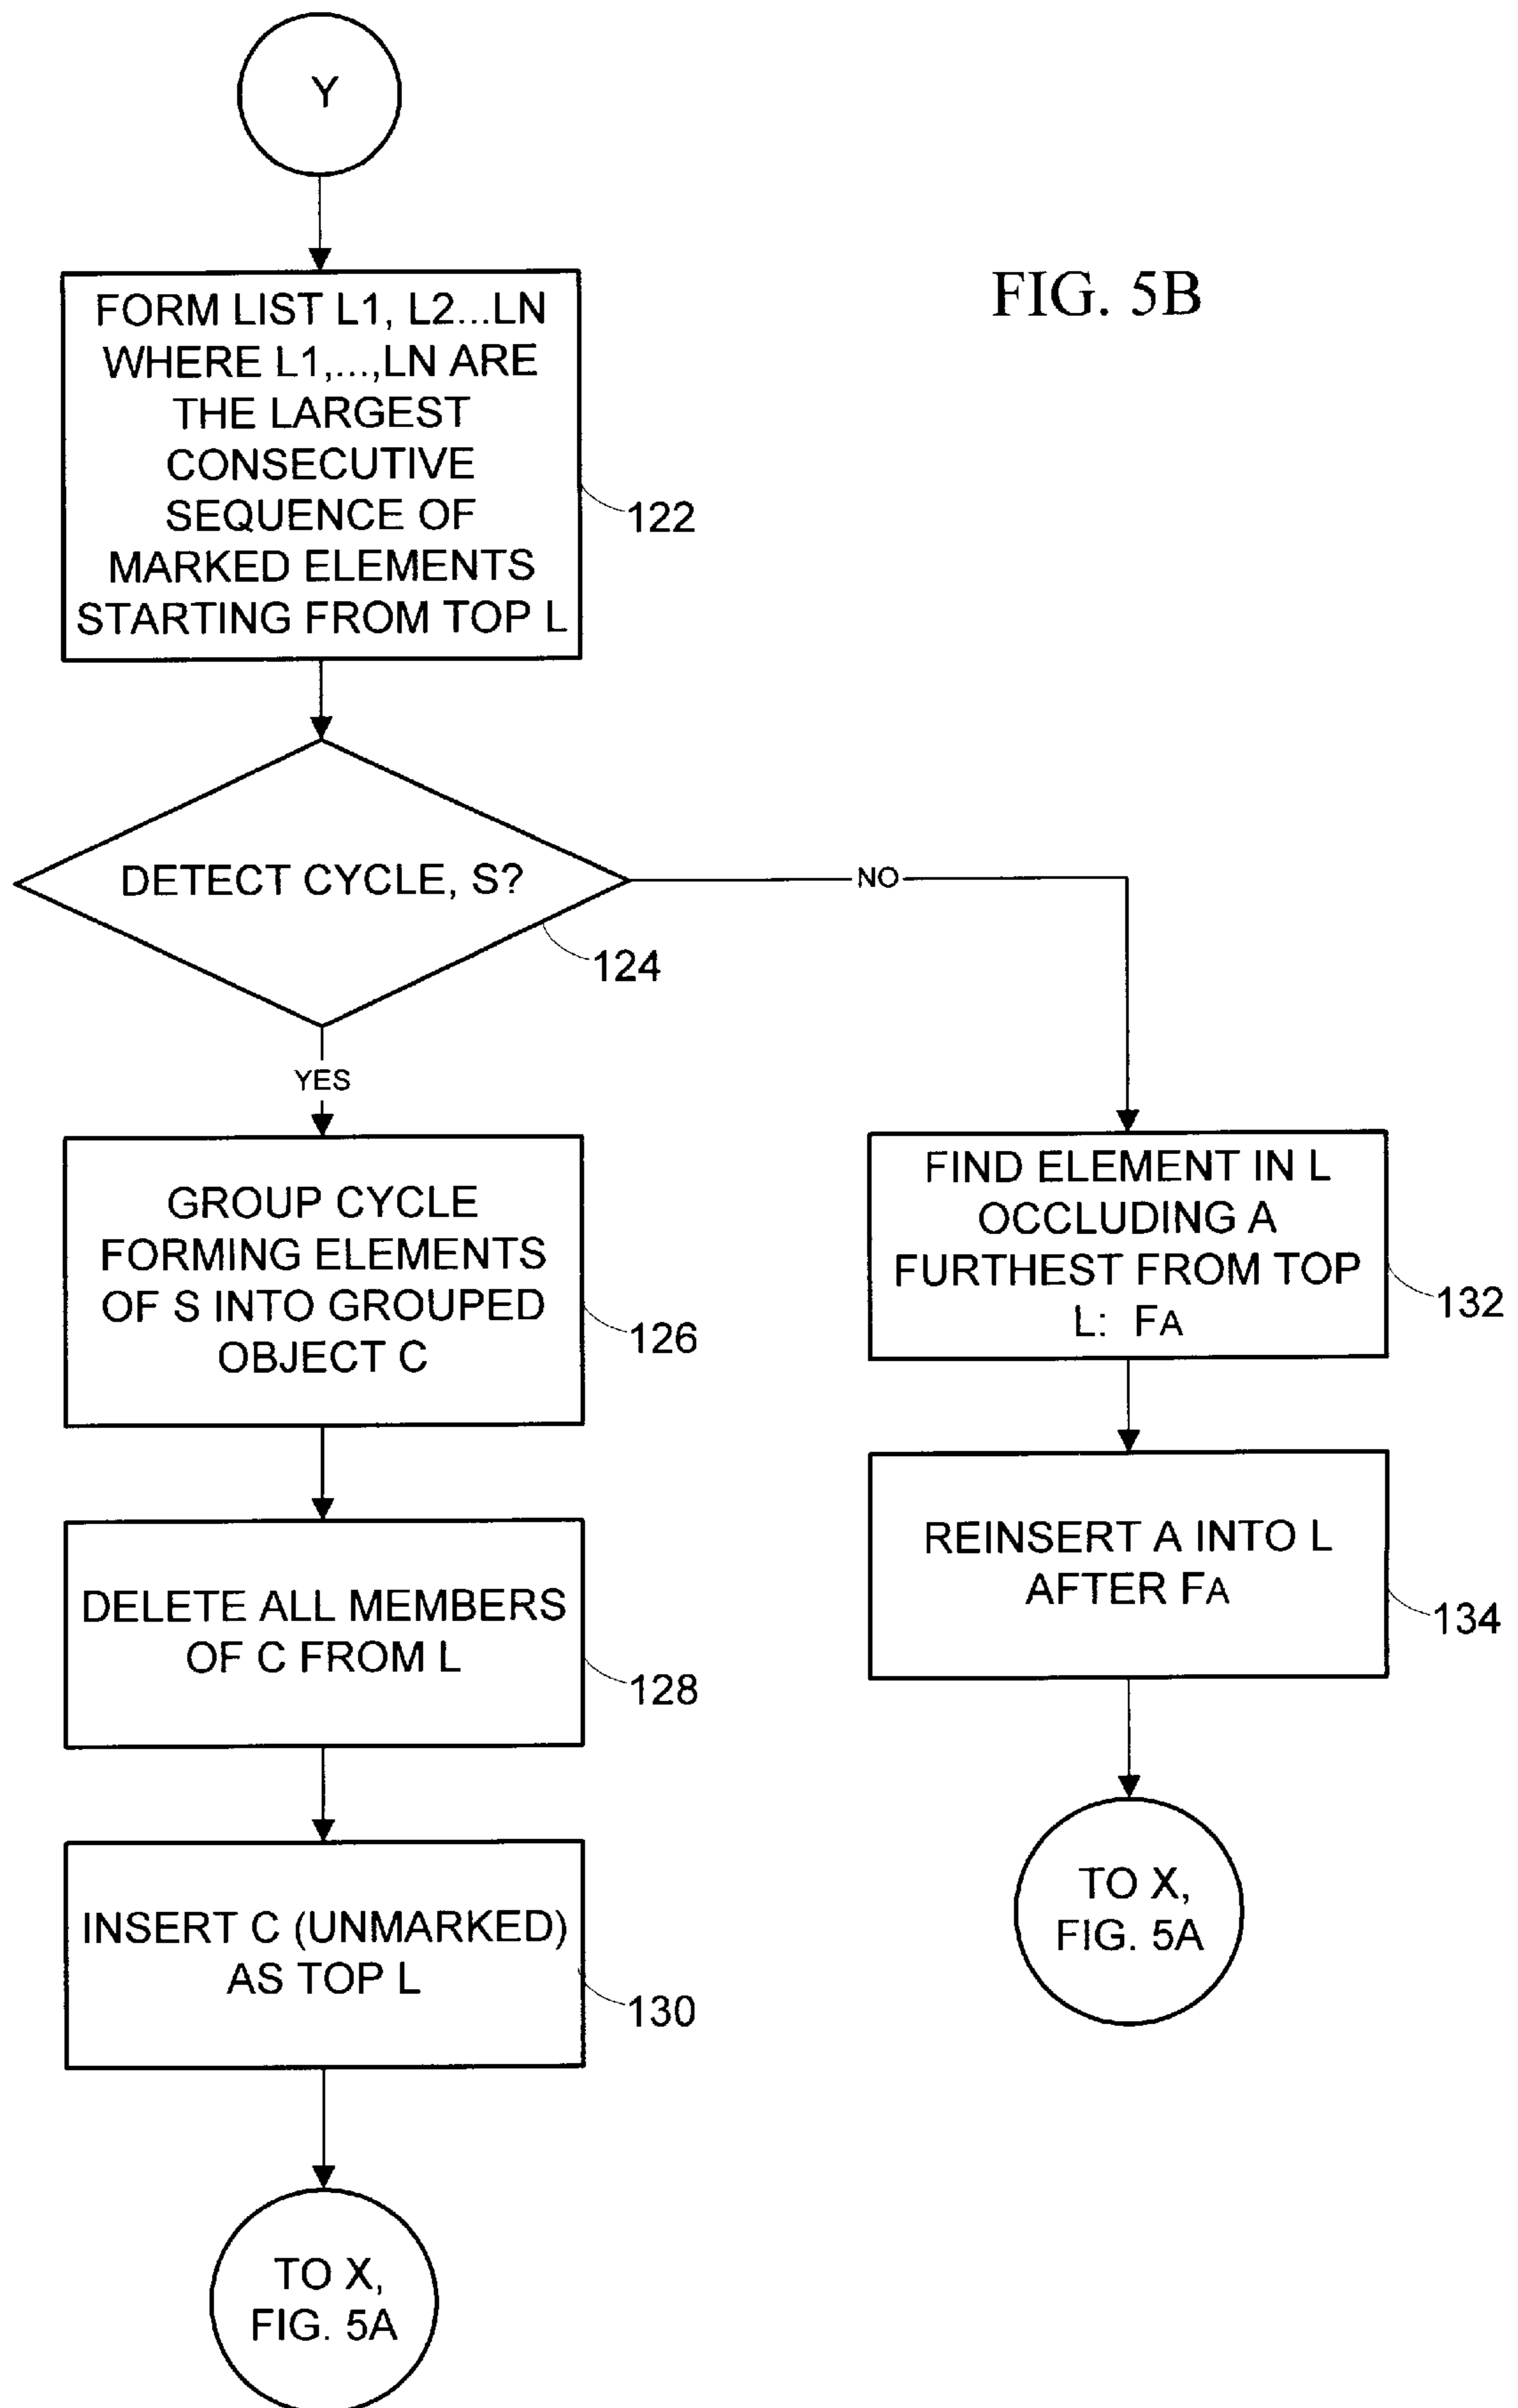 Y
FIG. 5B
FORM LIST L1, L2...LN
WHERE L1,...,LN ARE
THE LARGEST
CONSECUTIVE
SEQUENCE OF
MARKED ELEMENTS
STARTING FROM TOP L
122
DETECT CYCLE, S?
NO
124
YES
GROUP CYCLE
FORMING ELEMENTS
OF S INTO GROUPED
OBJECT C
126
FIND ELEMENT IN L
OCCLUDING A
FURTHEST FROM TOP
L: FA
132
DELETE ALL MEMBERS
OF C FROM L
128
REINSERT A INTO L
AFTER FA
134
INSERT C (UNMARKED)
AS TOP L
130
TO X,
FIG. 5A
TO X,
FIG. 5A